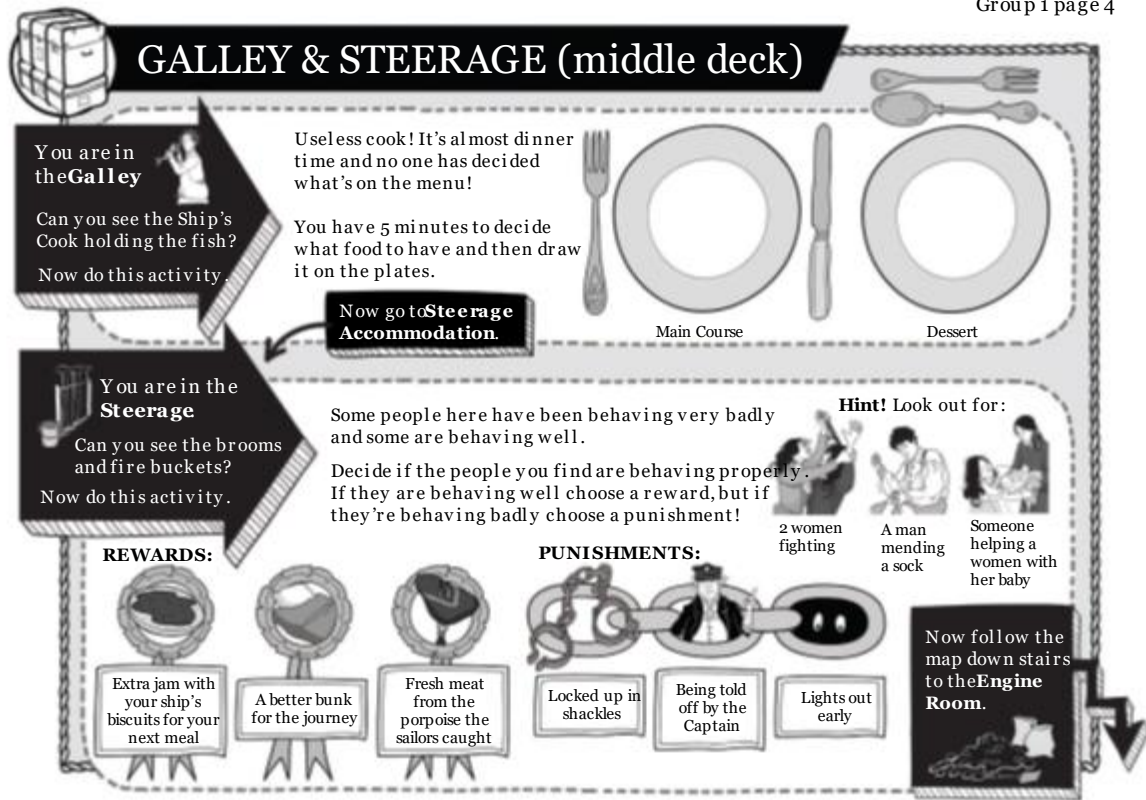 Group 1 page 4
GALLEY & STEERAGE (middle deck)
You are in
the Galley
Can you see the Ship's
Cook holding the fish?
Now do this activity.
Useless cook! It's almost dinner
time and no one has decided
what's on the menu!
You have 5 minutes to decide
what food to have and then draw
it on the plates.
Main Course
Dessert
Now go to Steerage
Accommodation.
You are in the
Steerage
Can you see the brooms
and fire buckets?
Now do this activity.
Some people here have been behaving very badly
and some are behaving well.
Decide if the people you find are behaving properly.
If they are behaving well choose a reward, but if
they're behaving badly choose a punishment!
Hint! Look out for:
2 women
fighting
A man
mending
a sock
Someone
helping a
women with
her baby
REWARDS:
Extra jam with
your ship's
biscuits for your
next meal
A better bunk
for the journey
Fresh meat
from the
porpoise the
sailors caught
PUNISHMENTS:
Locked up in
shackles
Being told
off by the
Captain
Lights out
early
Now follow the
map down stairs
to the Engine
Room.